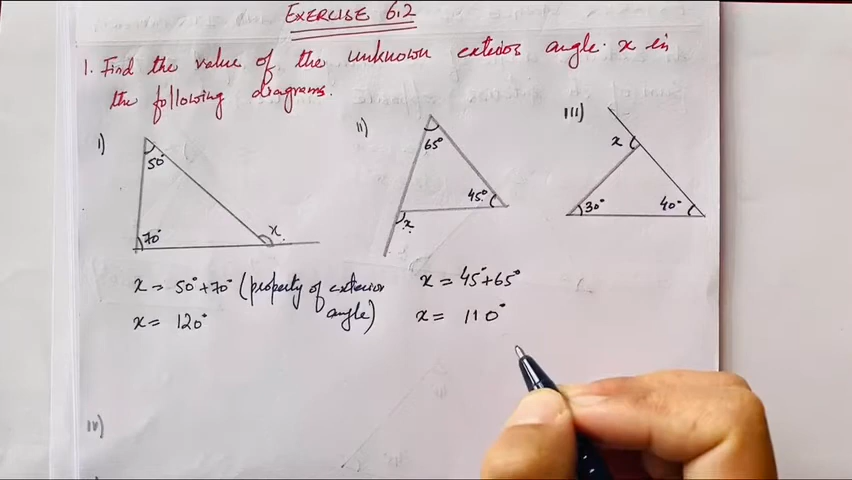 EXERCISE 6.2
1. Find the value of the unknown exterior angle x in
the following diagrams.
i)
50°
70°
x
ii)
65°
45°
x
iii)
x
30°
40°
x = 50°+70° (property of exterior
angle)
x = 120°
x = 45°+65°
x = 110°
iv)